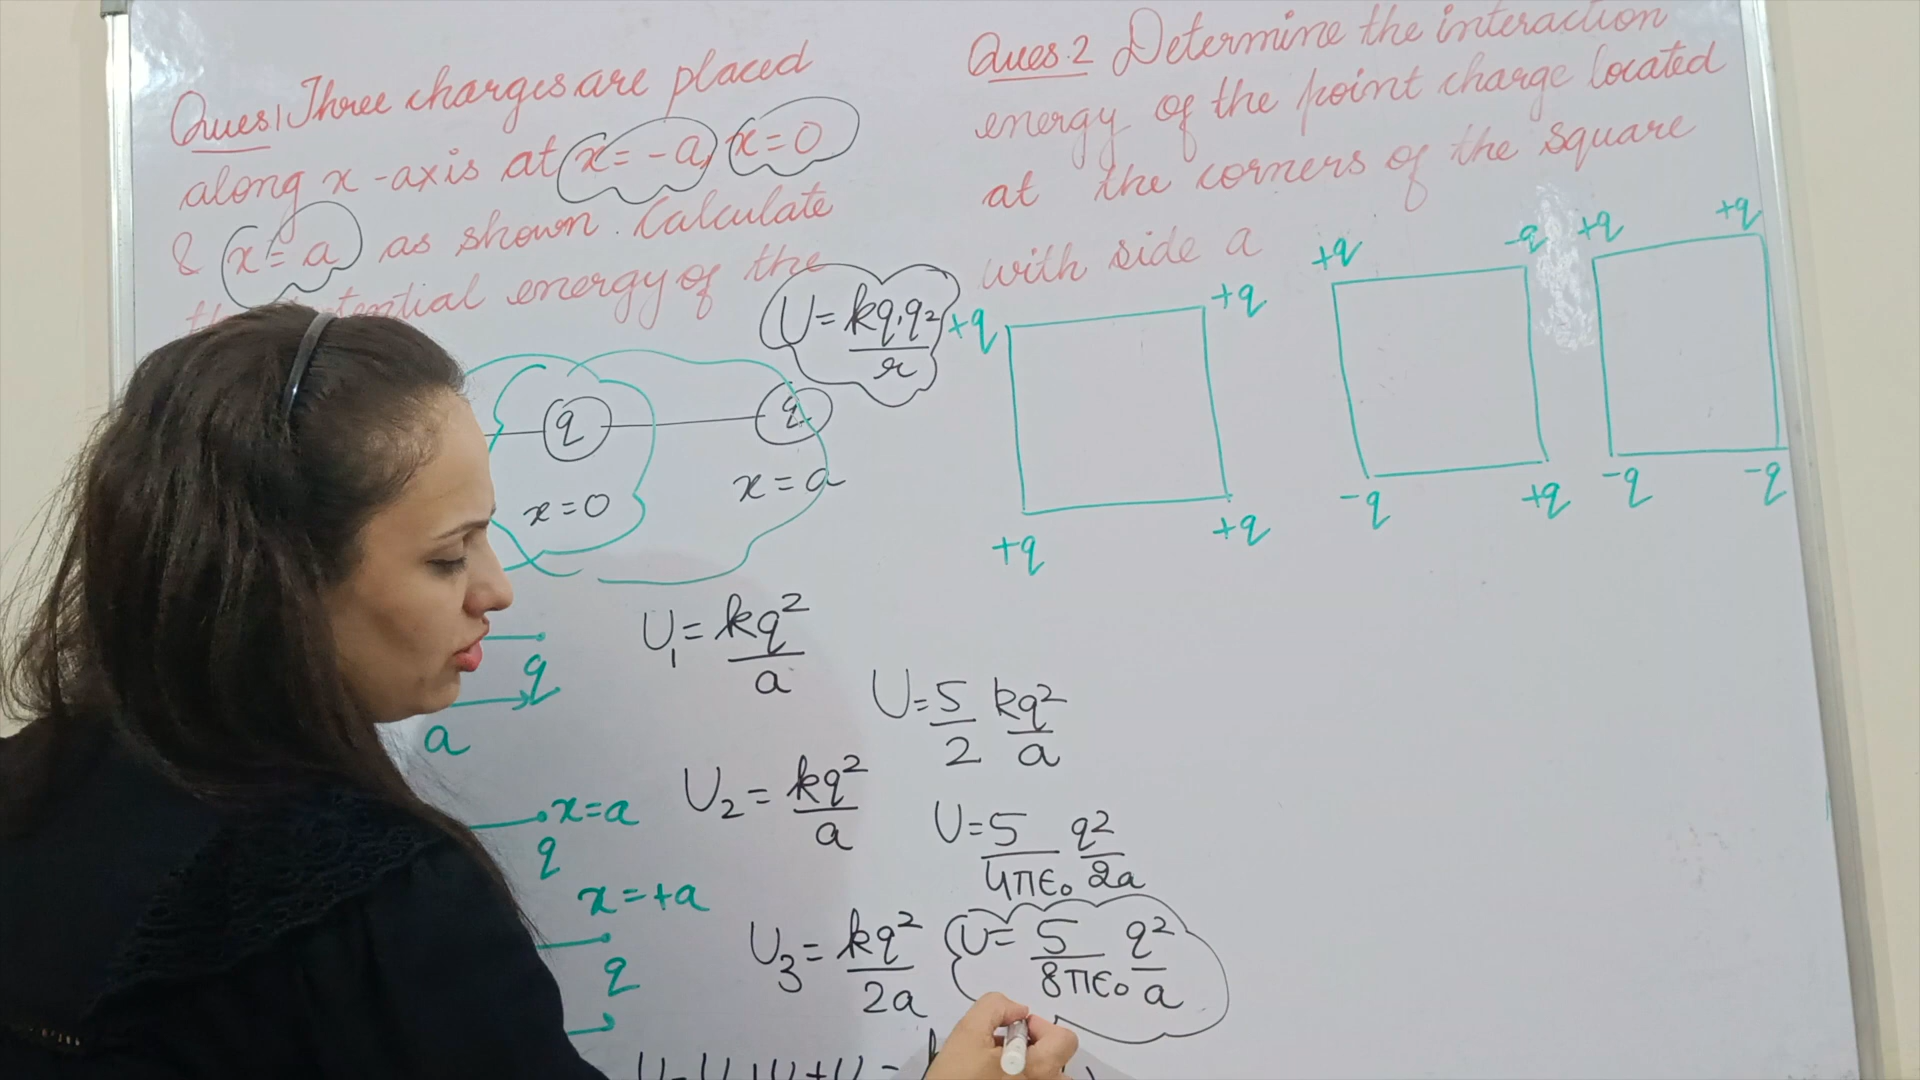 Ques 1 Three charges are placed
along x-axis at x=-a, x=0
& x=a as shown. Calculate
potential energy of the
U = kq1q2/r
q q
x=0 x=a
Ques.2 Determine the interaction
energy of the point charge located
at the corners of the square
with side a
+q +q
+q +q
+q -q
-q +q
+q +q
-q -q
q
a
U₁ = kq²/a
x=a
q
U₂ = kq²/a
x=+a
q
U₃ = kq²/2a
U = 5/2 kq²/a
U = 5/4πε₀ q²/2a
U = 5/8πε₀ q²/a